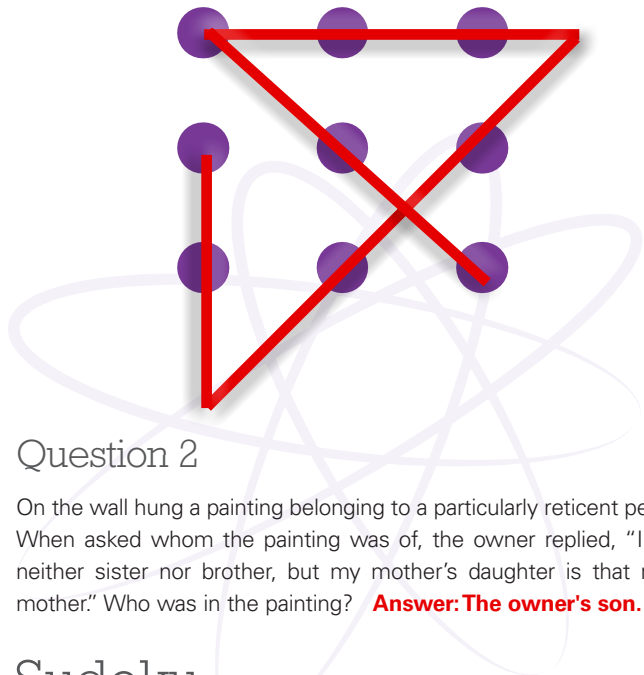 Question 2
On the wall hung a painting belonging to a particularly reticent
When asked whom the painting was of, the owner replied,
neither sister nor brother, but my mother’s daughter is that
mother.” Who was in the painting? Answer: The owner's son.